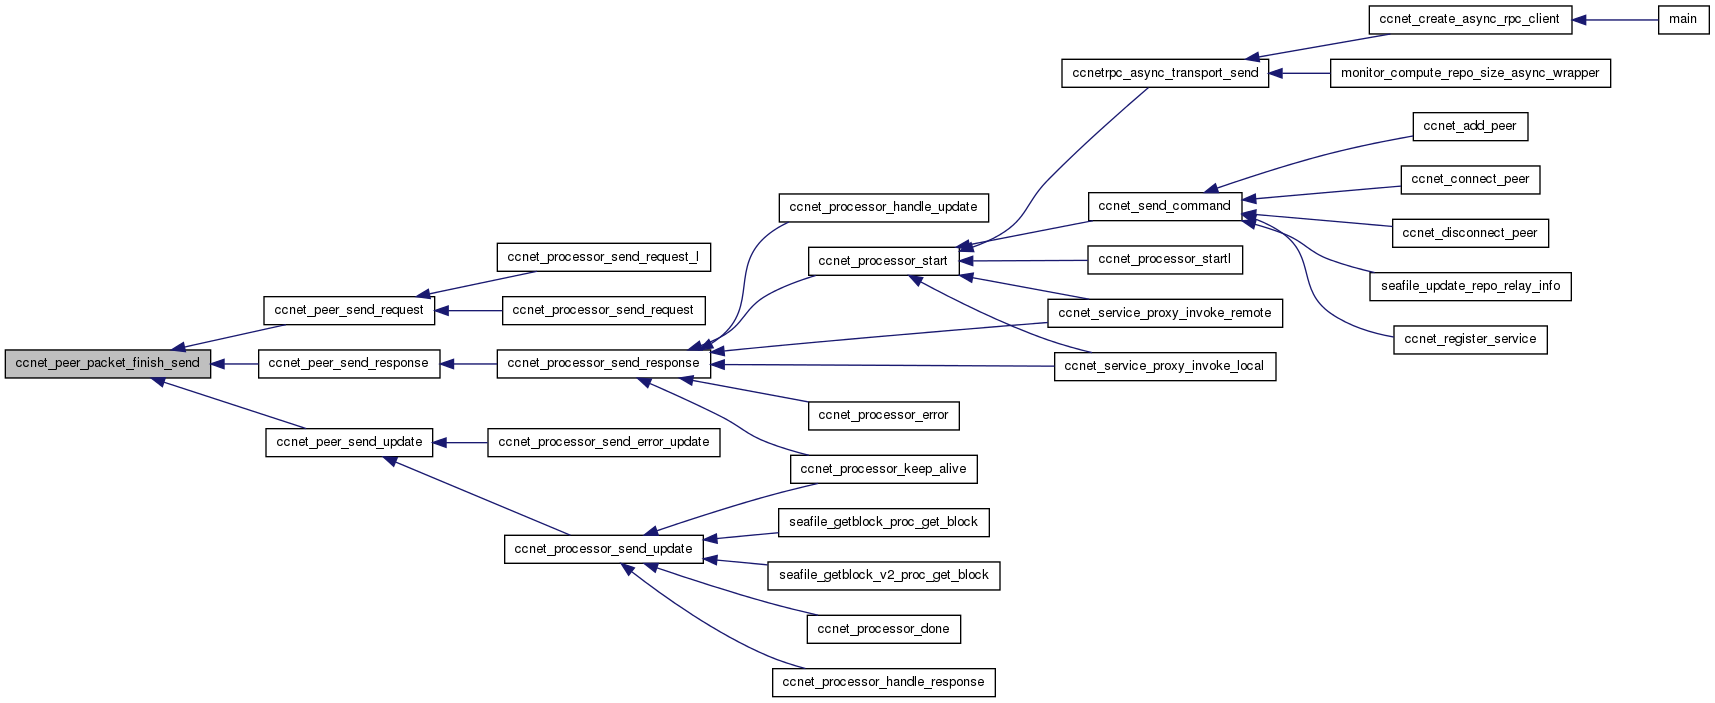 ccnet_create_async_rpc_client
main
ccnetrpc_async_transport_send
monitor_compute_repo_size_async_wrapper
ccnet_add_peer
ccnet_connect_peer
ccnet_processor_handle_update
ccnet_send_command
ccnet_disconnect_peer
ccnet_processor_send_request_l
ccnet_processor_start
ccnet_processor_startl
seafile_update_repo_relay_info
ccnet_peer_send_request
ccnet_processor_send_request
ccnet_service_proxy_invoke_remote
ccnet_register_service
ccnet_peer_packet_finish_send
ccnet_peer_send_response
ccnet_processor_send_response
ccnet_service_proxy_invoke_local
ccnet_processor_error
ccnet_peer_send_update
ccnet_processor_send_error_update
ccnet_processor_keep_alive
seafile_getblock_proc_get_block
ccnet_processor_send_update
seafile_getblock_v2_proc_get_block
ccnet_processor_done
ccnet_processor_handle_response